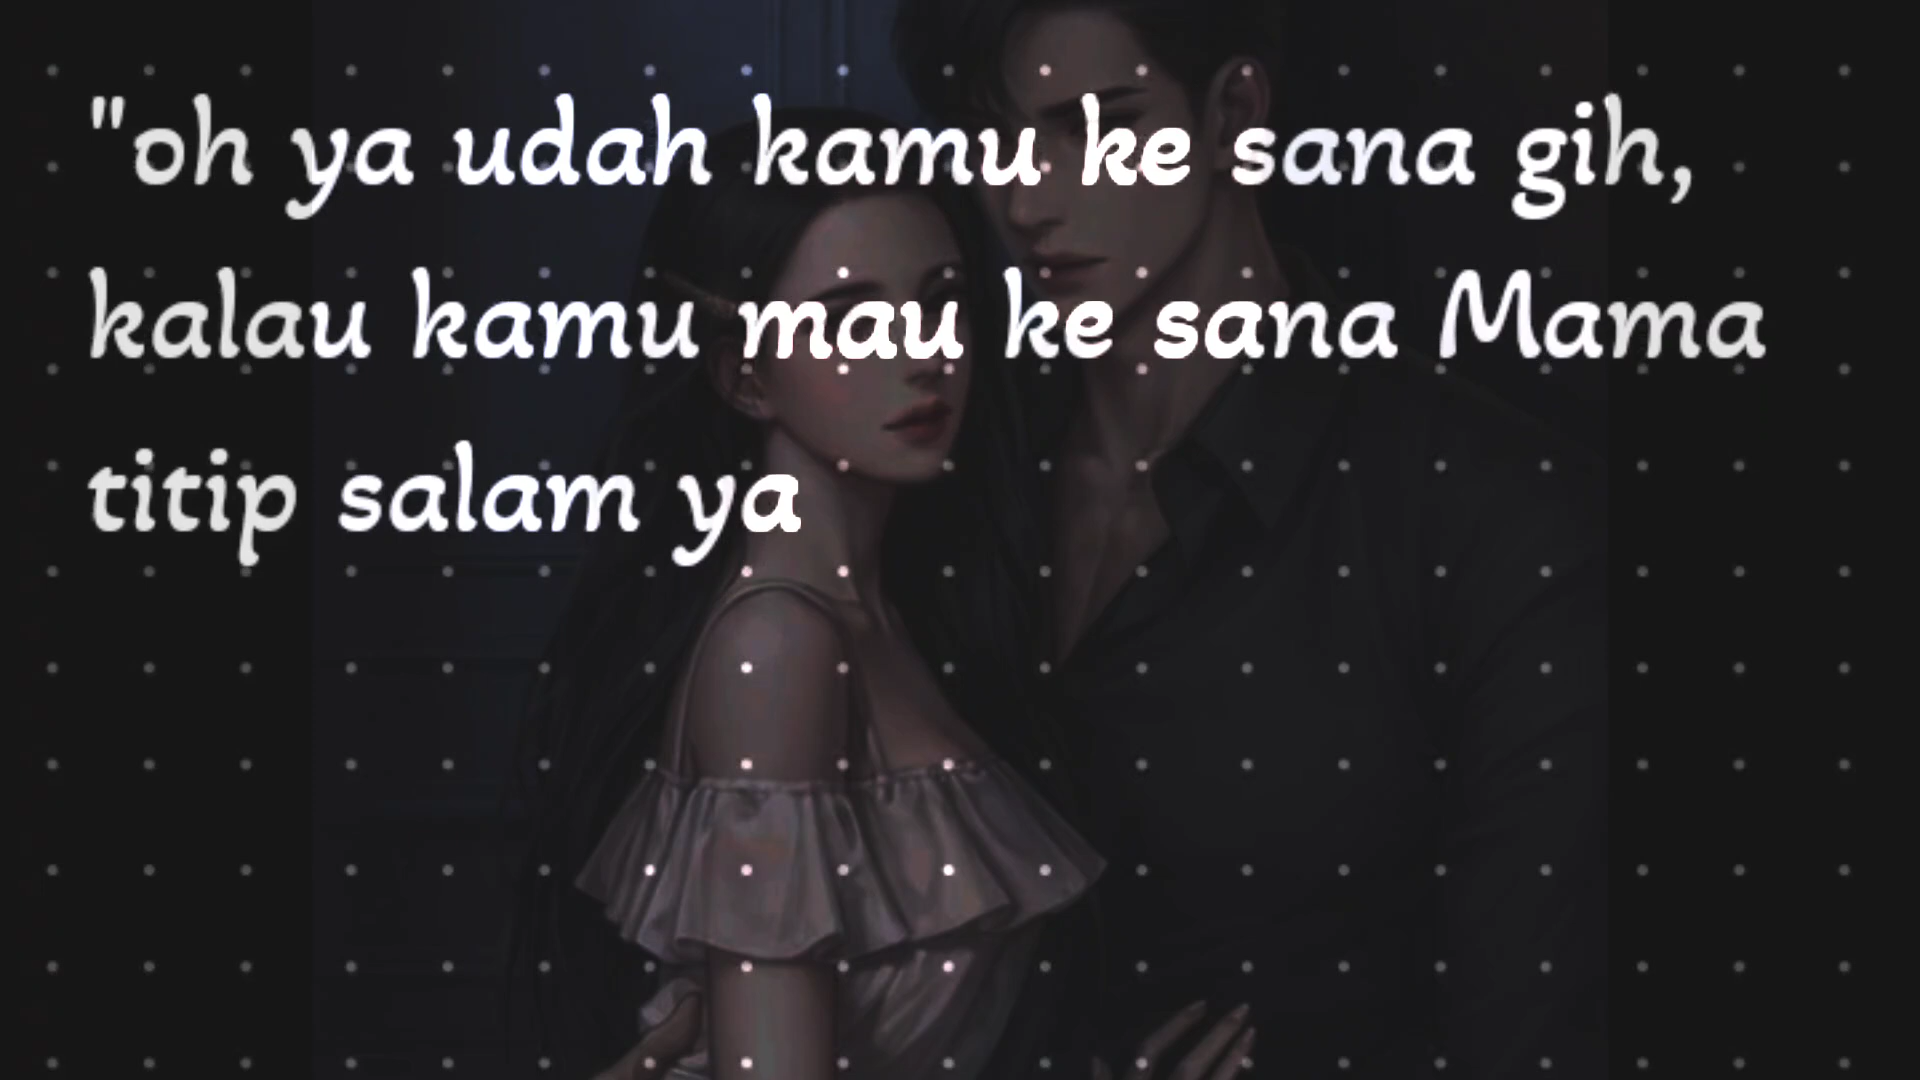 "oh ya udah kamu ke sana gih,
kalau kamu mau ke sana Mama
titip salam ya